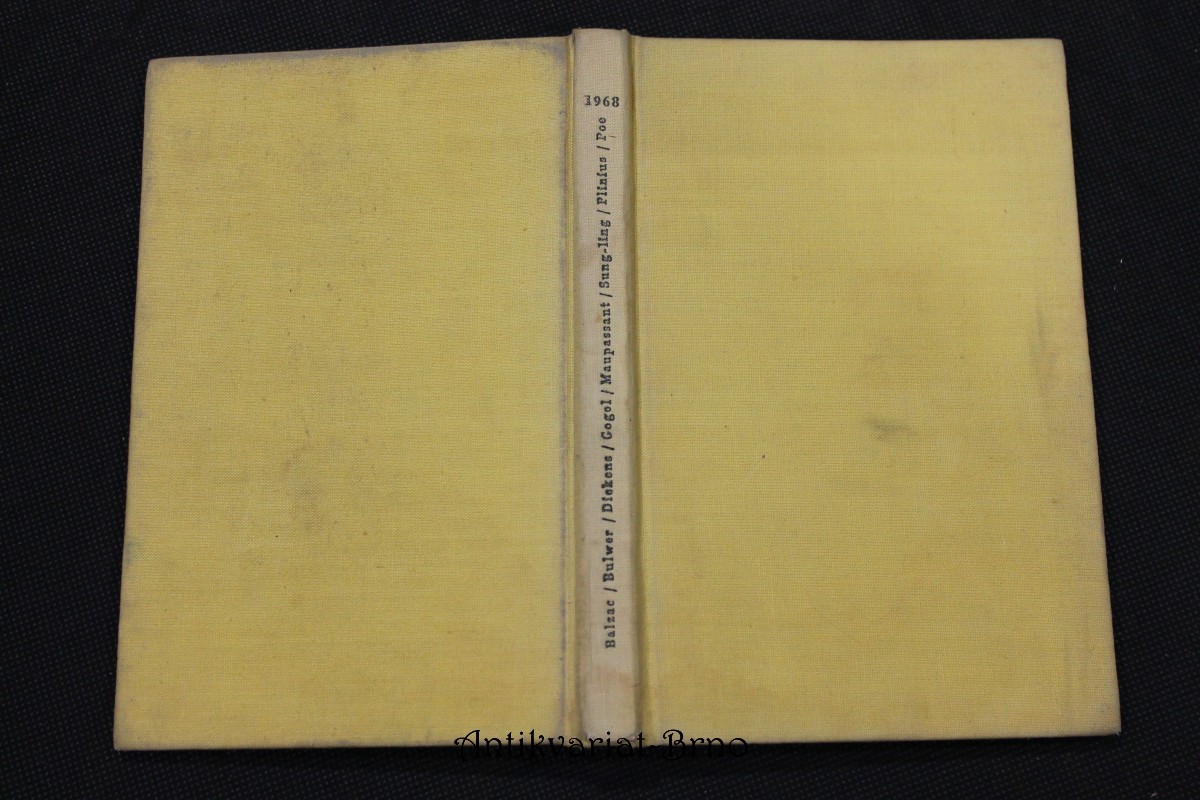 1968
Balzac / Bulwer / Dickens / Gogol / Maupassant / Sung-ling / Plinius / Poe
Antikvariat-Brno